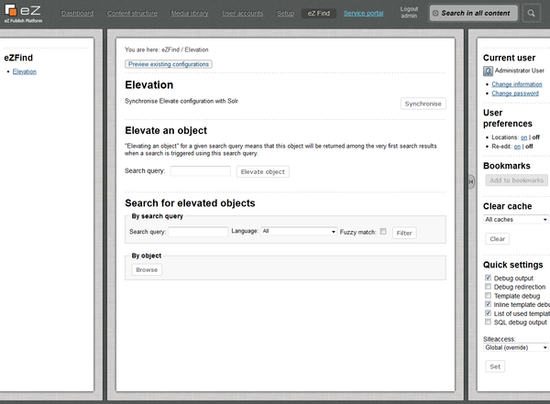 eZ
eZ Publish Platform
Dashboard
Content structure
Media library
User accounts
Setup
eZ Find
Service portal
Logout
admin
Search in all content
eZFind
Elevation
You are here: eZFind / Elevation
Preview existing configurations
Elevation
Synchronise Elevate configuration with Solr
Synchronise
Elevate an object
"Elevating an object" for a given search query means that this object will be returned among the very first search results
when a search is triggered using this search query.
Search query:
Elevate object
Search for elevated objects
By search query
Search query:
Language: All
Fuzzy match:
Filter
By object
Browse
Current user
Administrator User
Change information
Change password
User
preferences
Locations: on | off
Re-edit: on | off
Bookmarks
Add to bookmarks
Clear cache
All caches
Clear
Quick settings
Debug output
Debug redirection
Template debug
Inline template debu
List of used templat
SQL debug output
Siteaccess:
Global (override)
Set